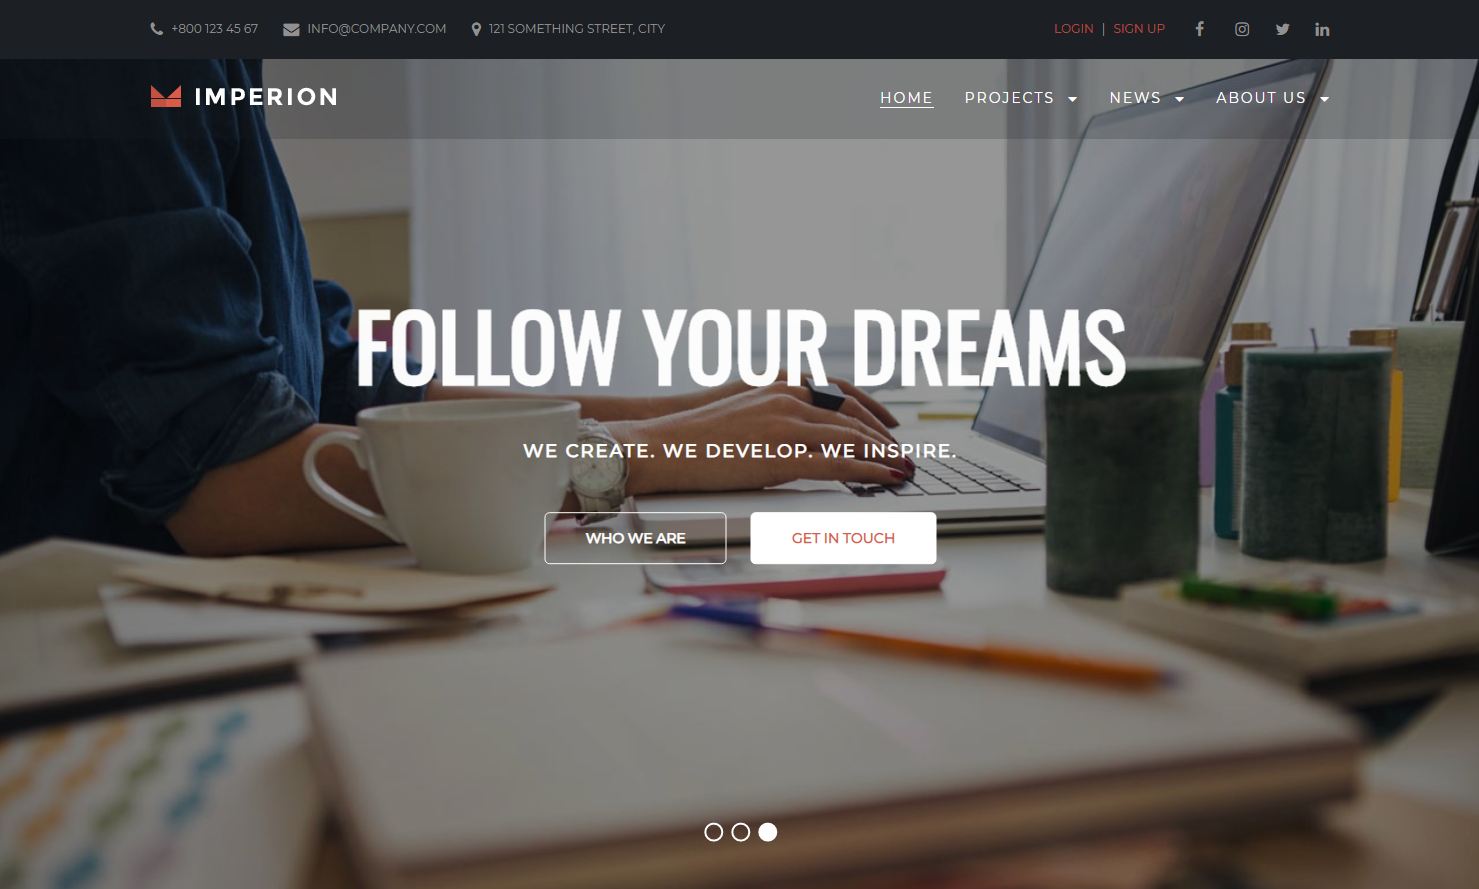 +800 123 45 67 INFO@COMPANY.COM 121 SOMETHING STREET, CITY LOGIN | SIGN UP
IMPERION HOME PROJECTS NEWS ABOUT US
FOLLOW YOUR DREAMS
WE CREATE. WE DEVELOP. WE INSPIRE.
WHO WE ARE GET IN TOUCH